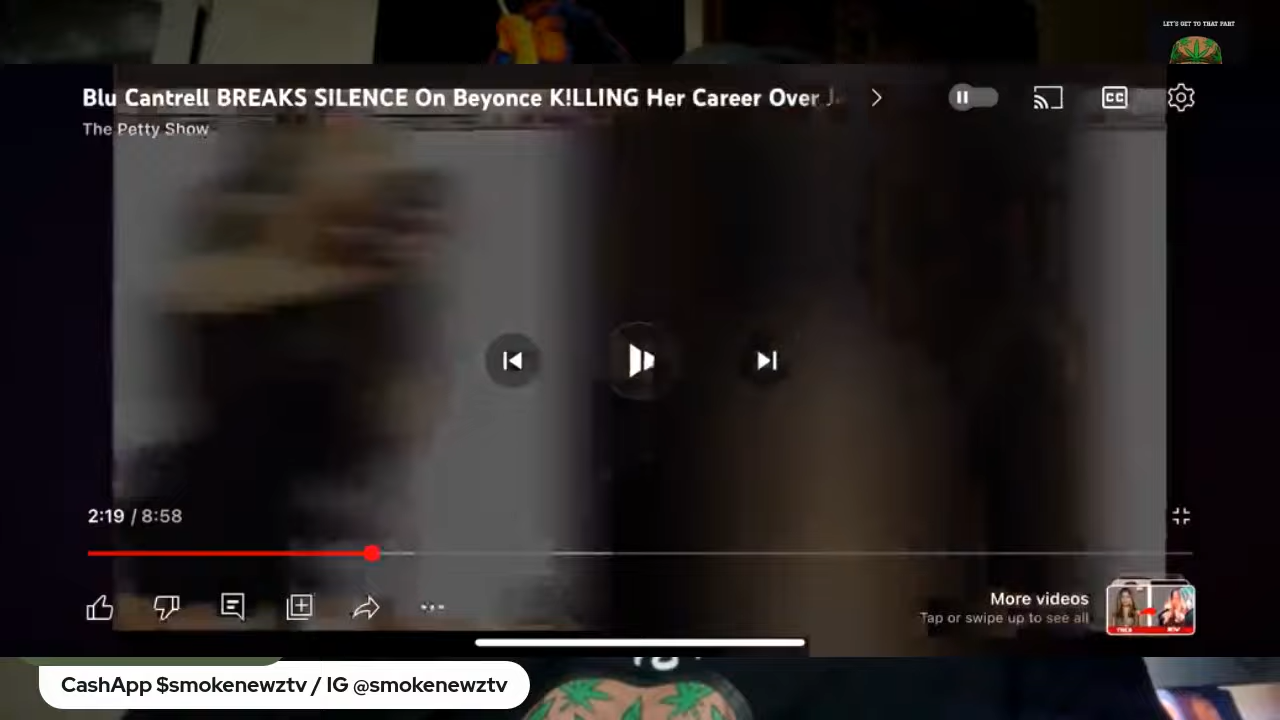 LET'S GET TO THAT PART
Blu Cantrell BREAKS SILENCE On Beyonce K!LLING Her Career Over
The Petty Show
CC
2:19 / 8:58
More videos
Tap or swipe up to see all
CashApp $smokenewztv / IG @smokenewztv